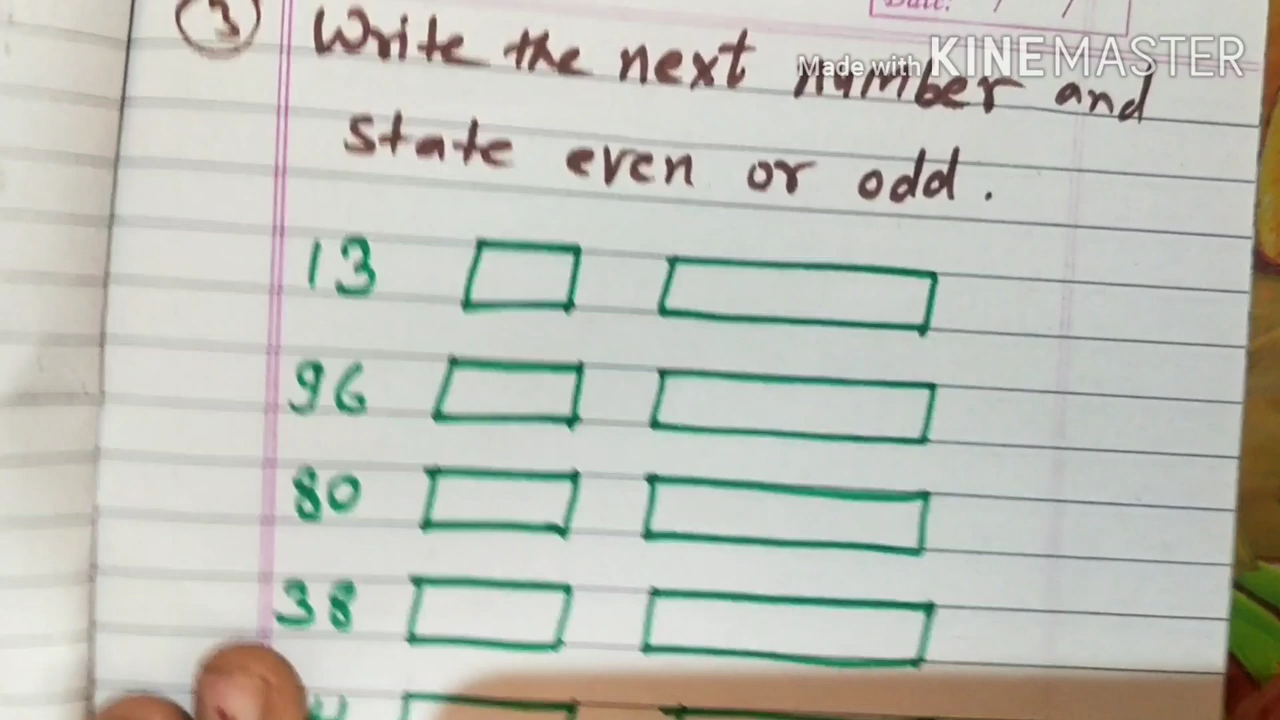 Date: / /
Made with KINEMASTER
3 Write the next number and
state even or odd.
13
96
80
38